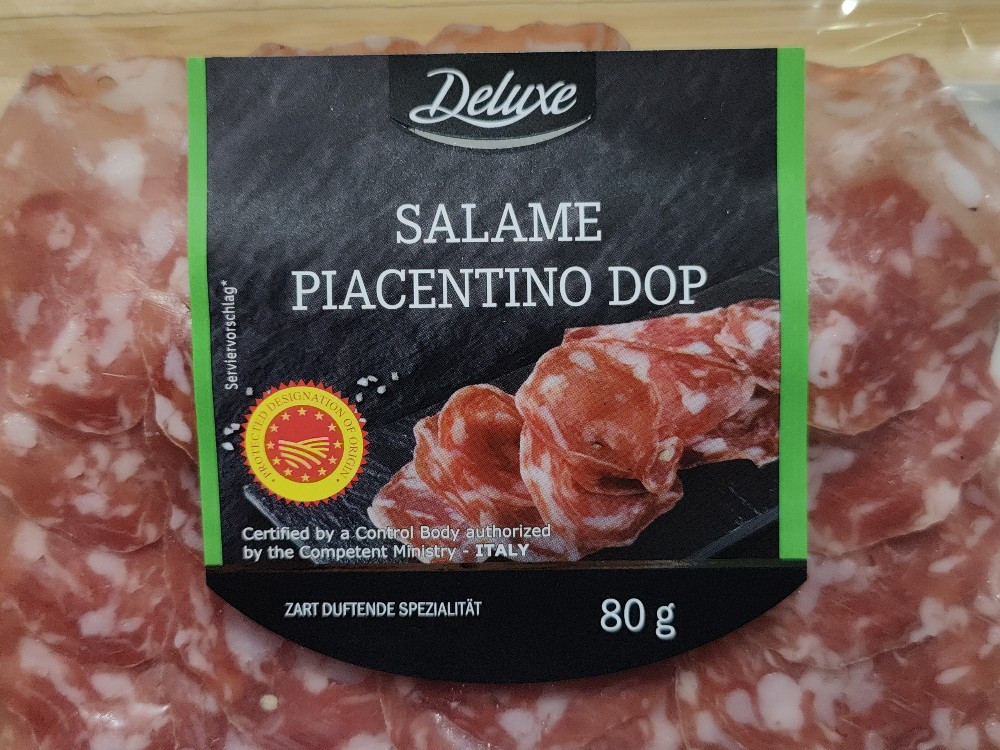 Deluxe
SALAME
PIACENTINO DOP
Serviervorschlag*
PROTECTED DESIGNATION OF ORIGIN
Certified by a Control Body authorized
by the Competent Ministry - ITALY
ZART DUFTENDE SPEZIALITÄT
80 g